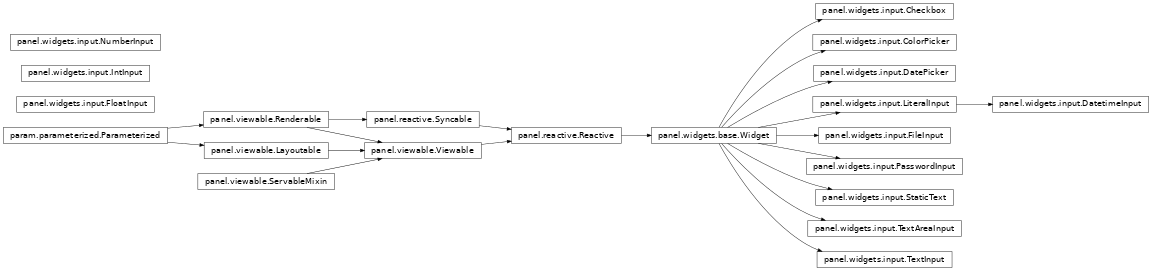 panel.widgets.input.Checkbox
panel.widgets.input.NumberInput
panel.widgets.input.ColorPicker
panel.widgets.input.IntInput
panel.widgets.input.DatePicker
panel.widgets.input.FloatInput
panel.widgets.input.LiteralInput
panel.widgets.input.DatetimeInput
panel.viewable.Renderable
panel.reactive.Syncable
param.parameterized.Parameterized
panel.reactive.Reactive
panel.widgets.base.Widget
panel.widgets.input.FileInput
panel.viewable.Layoutable
panel.viewable.Viewable
panel.widgets.input.PasswordInput
panel.viewable.ServableMixin
panel.widgets.input.StaticText
panel.widgets.input.TextAreaInput
panel.widgets.input.TextInput